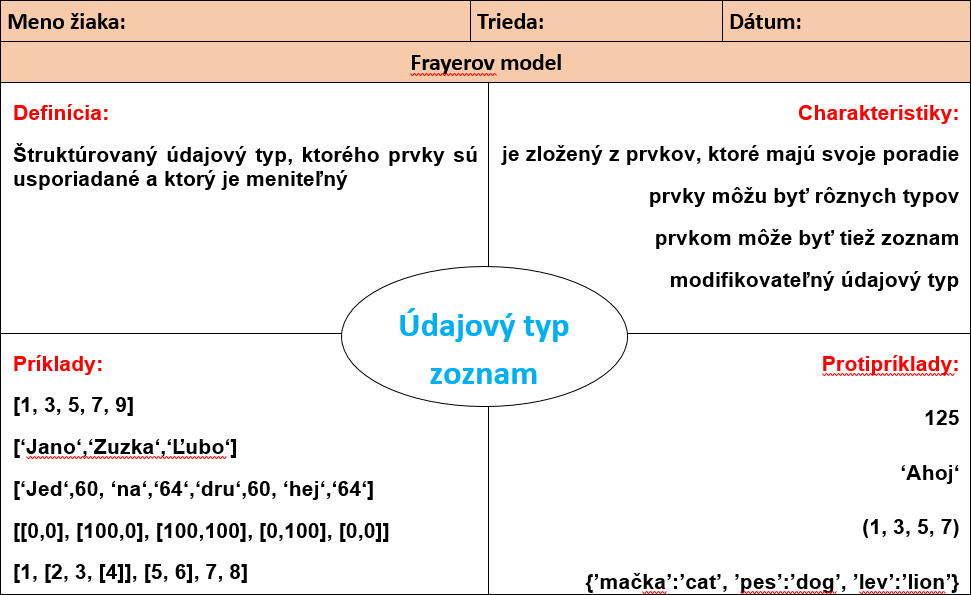 Meno žiaka:
Trieda:
Dátum:
Frayerov model
Definícia:
Štruktúrovaný údajový typ, ktorého prvky sú
usporiadané a ktorý je meniteľný
Charakteristiky:
je zložený z prvkov, ktoré majú svoje poradie
prvky môžu byť rôznych typov
prvkom môže byť tiež zoznam
modifikovateľný údajový typ
Údajový typ
zoznam
Príklady:
[1, 3, 5, 7, 9]
[‘Jano‘,‘Zuzka‘,‘Ľubo‘]
[‘Jed‘,60, ‘na‘,‘64‘,‘dru‘,60, ‘hej‘,‘64‘]
[[0,0], [100,0], [100,100], [0,100], [0,0]]
[1, [2, 3, [4]], [5, 6], 7, 8]
Protipríklady:
125
‘Ahoj‘
(1, 3, 5, 7)
{’mačka’:’cat’, ’pes’:’dog’, ’lev’:’lion’}